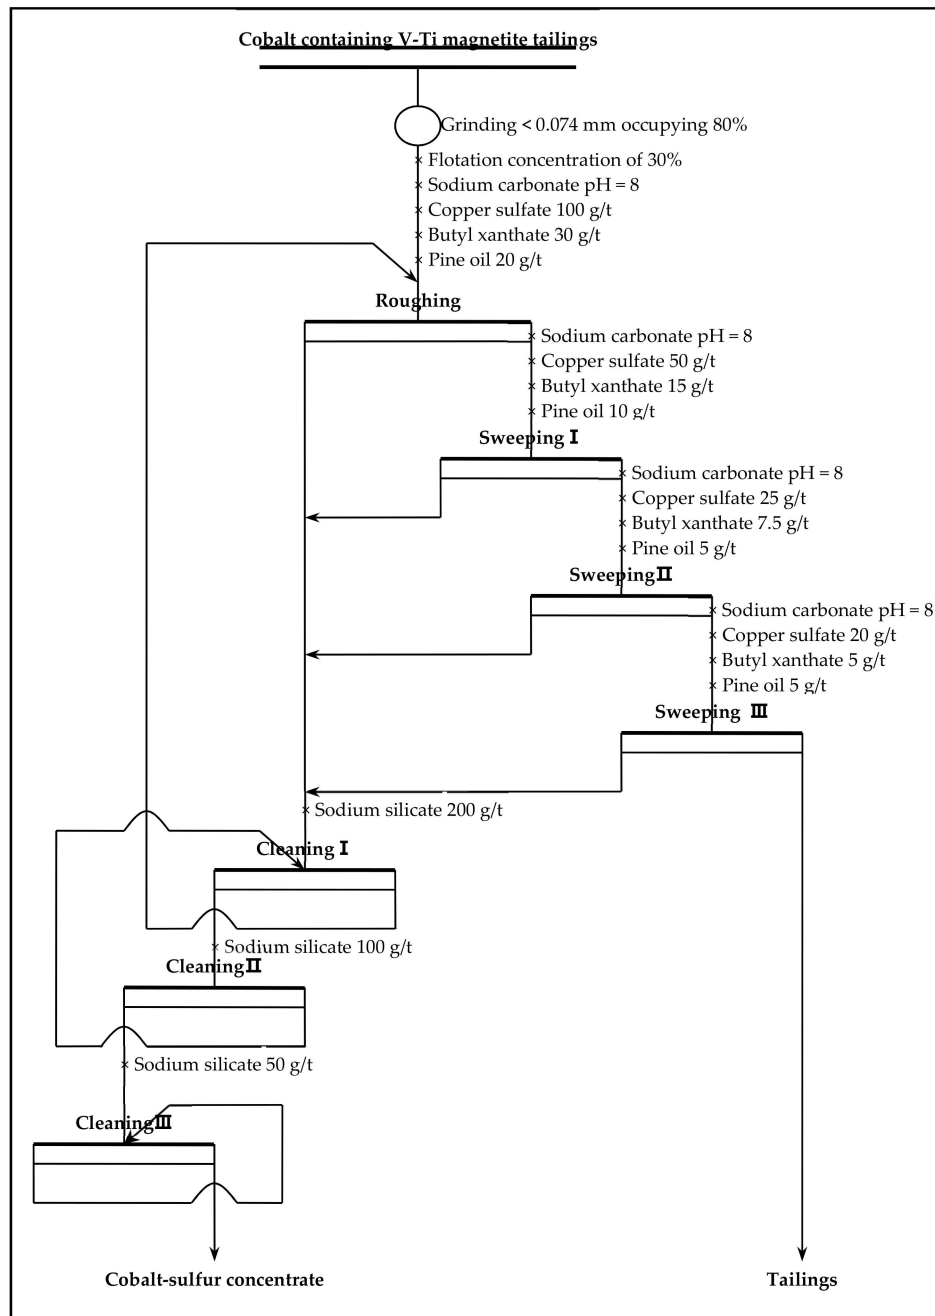 Cobalt containing V-Ti magnetite tailings
Grinding < 0.074 mm occupying 80%
× Flotation concentration of 30%
× Sodium carbonate pH = 8
× Copper sulfate 100 g/t
× Butyl xanthate 30 g/t
× Pine oil 20 g/t
Roughing
× Sodium carbonate pH = 8
× Copper sulfate 50 g/t
× Butyl xanthate 15 g/t
× Pine oil 10 g/t
Sweeping Ⅰ
× Sodium carbonate pH = 8
× Copper sulfate 25 g/t
× Butyl xanthate 7.5 g/t
× Pine oil 5 g/t
Sweeping Ⅱ
× Sodium carbonate pH = 8
× Copper sulfate 20 g/t
× Butyl xanthate 5 g/t
× Pine oil 5 g/t
Sweeping Ⅲ
× Sodium silicate 200 g/t
Cleaning Ⅰ
× Sodium silicate 100 g/t
Cleaning Ⅱ
× Sodium silicate 50 g/t
Cleaning Ⅲ
Cobalt-sulfur concentrate
Tailings